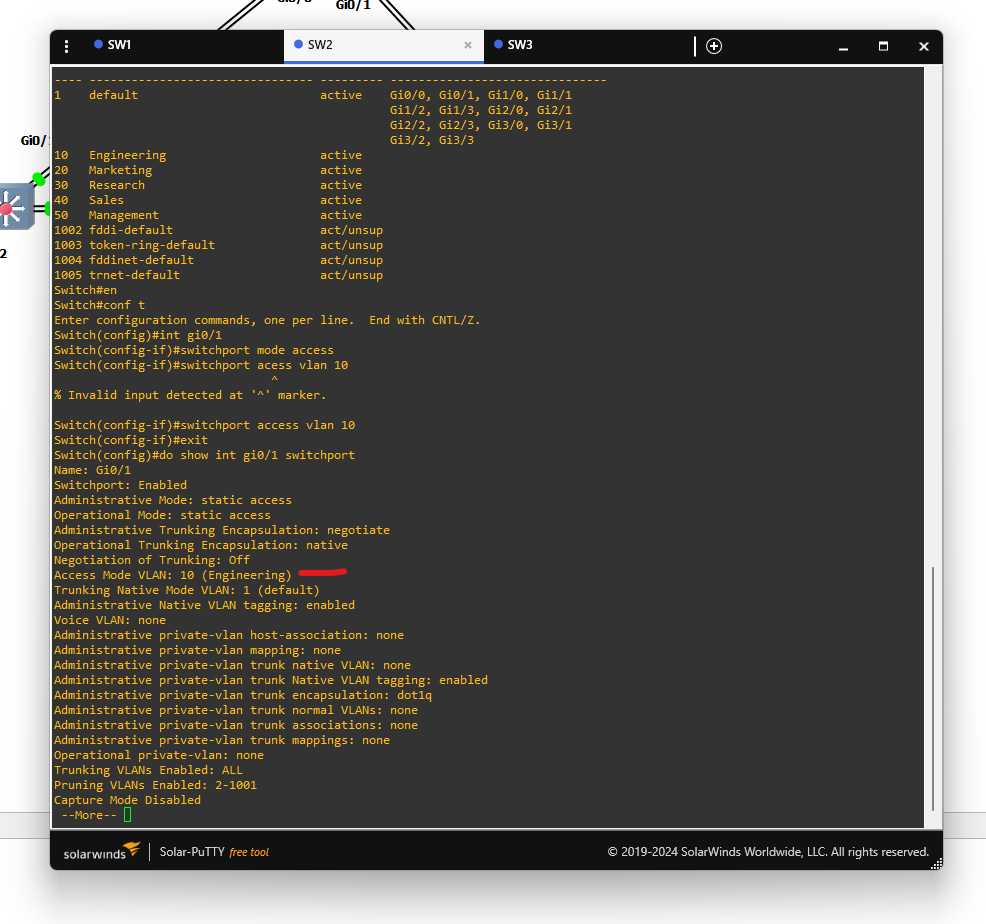 Gi0/1
SW1
SW2
SW3
---- -------------------------------- --------- -------------------------------
1    default                          active    Gi0/0, Gi0/1, Gi1/0, Gi1/1
                                                Gi1/2, Gi1/3, Gi2/0, Gi2/1
                                                Gi2/2, Gi2/3, Gi3/0, Gi3/1
                                                Gi3/2, Gi3/3
Gi0/
10   Engineering                      active
20   Marketing                        active
30   Research                         active
40   Sales                            active
50   Management                       active
1002 fddi-default                     act/unsup
1003 token-ring-default               act/unsup
2
1004 fddinet-default                  act/unsup
1005 trnet-default                    act/unsup
Switch#en
Switch#conf t
Enter configuration commands, one per line.  End with CNTL/Z.
Switch(config)#int gi0/1
Switch(config-if)#switchport mode access
Switch(config-if)#switchport acess vlan 10
                               ^
% Invalid input detected at '^' marker.
Switch(config-if)#switchport access vlan 10
Switch(config-if)#exit
Switch(config)#do show int gi0/1 switchport
Name: Gi0/1
Switchport: Enabled
Administrative Mode: static access
Operational Mode: static access
Administrative Trunking Encapsulation: negotiate
Operational Trunking Encapsulation: native
Negotiation of Trunking: Off
Access Mode VLAN: 10 (Engineering)
Trunking Native Mode VLAN: 1 (default)
Administrative Native VLAN tagging: enabled
Voice VLAN: none
Administrative private-vlan host-association: none
Administrative private-vlan mapping: none
Administrative private-vlan trunk native VLAN: none
Administrative private-vlan trunk Native VLAN tagging: enabled
Administrative private-vlan trunk encapsulation: dot1q
Administrative private-vlan trunk normal VLANs: none
Administrative private-vlan trunk associations: none
Administrative private-vlan trunk mappings: none
Operational private-vlan: none
Trunking VLANs Enabled: ALL
Pruning VLANs Enabled: 2-1001
Capture Mode Disabled
 --More--
solarwinds
Solar-PuTTY free tool
© 2019-2024 SolarWinds Worldwide, LLC. All rights reserved.